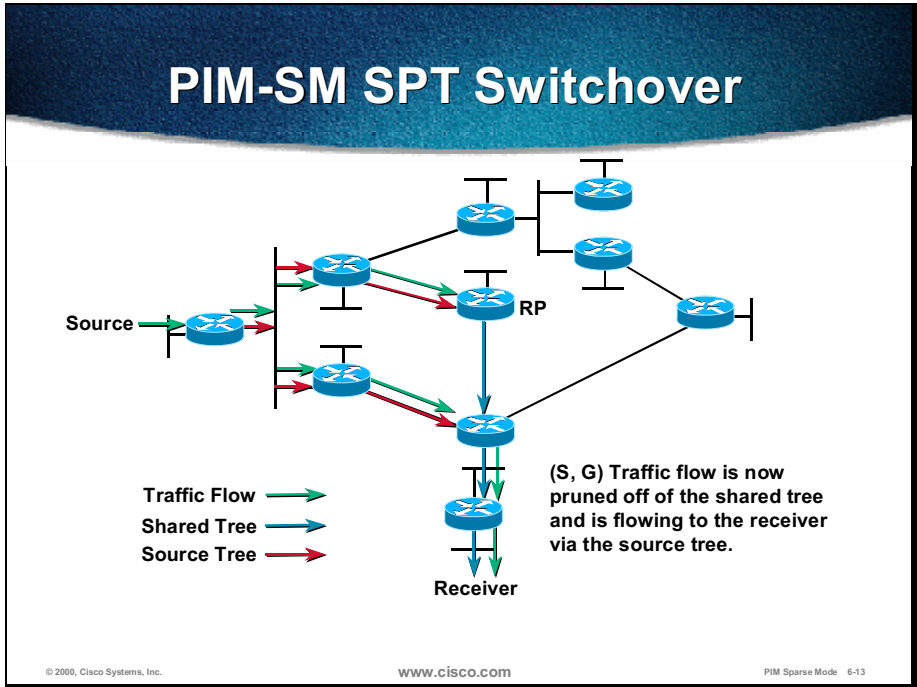 PIM-SM SPT Switchover
RP
Source
(S, G) Traffic flow is now
pruned off of the shared tree
and is flowing to the receiver
via the source tree.
Traffic Flow
Shared Tree
Source Tree
Receiver
© 2000, Cisco Systems, Inc.
www.cisco.com
PIM Sparse Mode 6-13